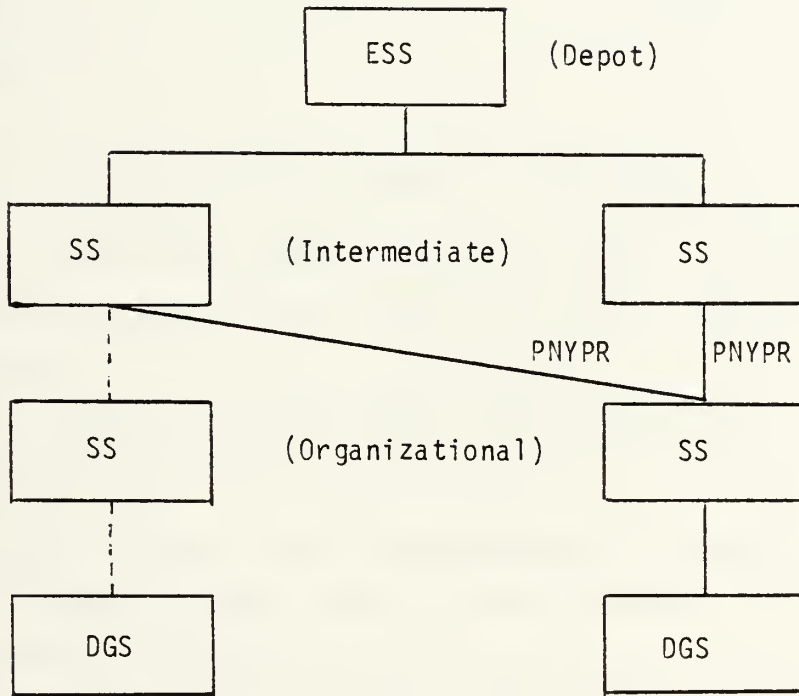 ESS (Depot)
SS (Intermediate) SS
PNYPR PNYPR
SS (Organizational) SS
DGS DGS